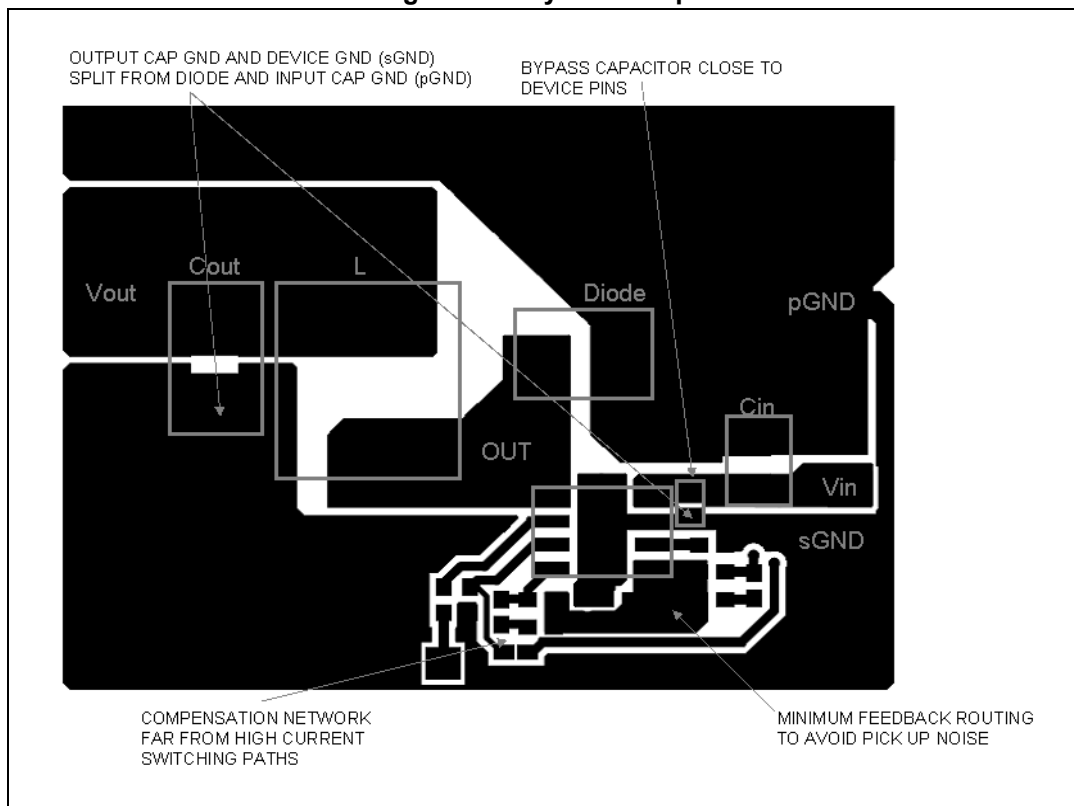 OUTPUT CAP GND AND DEVICE GND (sGND)
SPLIT FROM DIODE AND INPUT CAP GND (pGND)
BYPASS CAPACITOR CLOSE TO
DEVICE PINS
Cout
L
Vout
Diode
pGND
Cin
OUT
Vin
sGND
COMPENSATION NETWORK
FAR FROM HIGH CURRENT
SWITCHING PATHS
MINIMUM FEEDBACK ROUTING
TO AVOID PICK UP NOISE